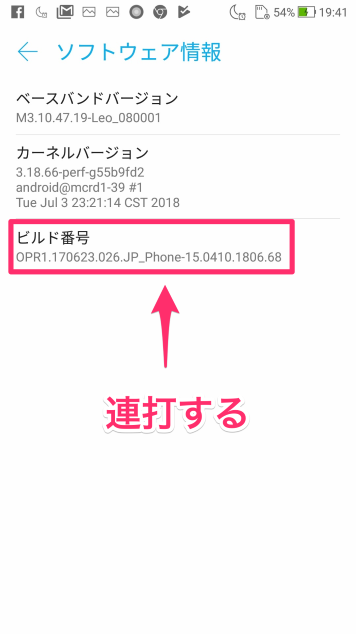 54% 19:41
ソフトウェア情報
ベースバンドバージョン
M3.10.47.19-Leo_080001
カーネルバージョン
3.18.66-perf-g55b9fd2
android@mcrd1-39 #1
Tue Jul 3 23:21:14 CST 2018
ビルド番号
OPR1.170623.026.JP_Phone-15.0410.1806.68
連打する